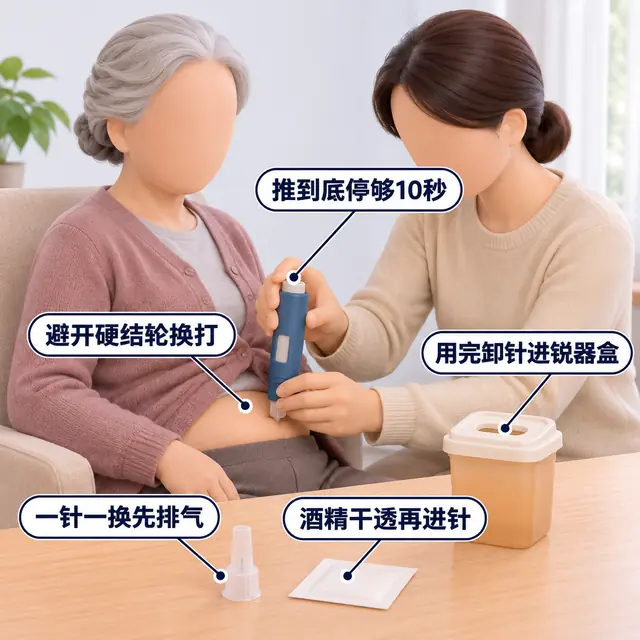 推到底停够10秒
避开硬结轮换打
用完卸针进锐器盒
一针一换先排气
酒精干透再进针